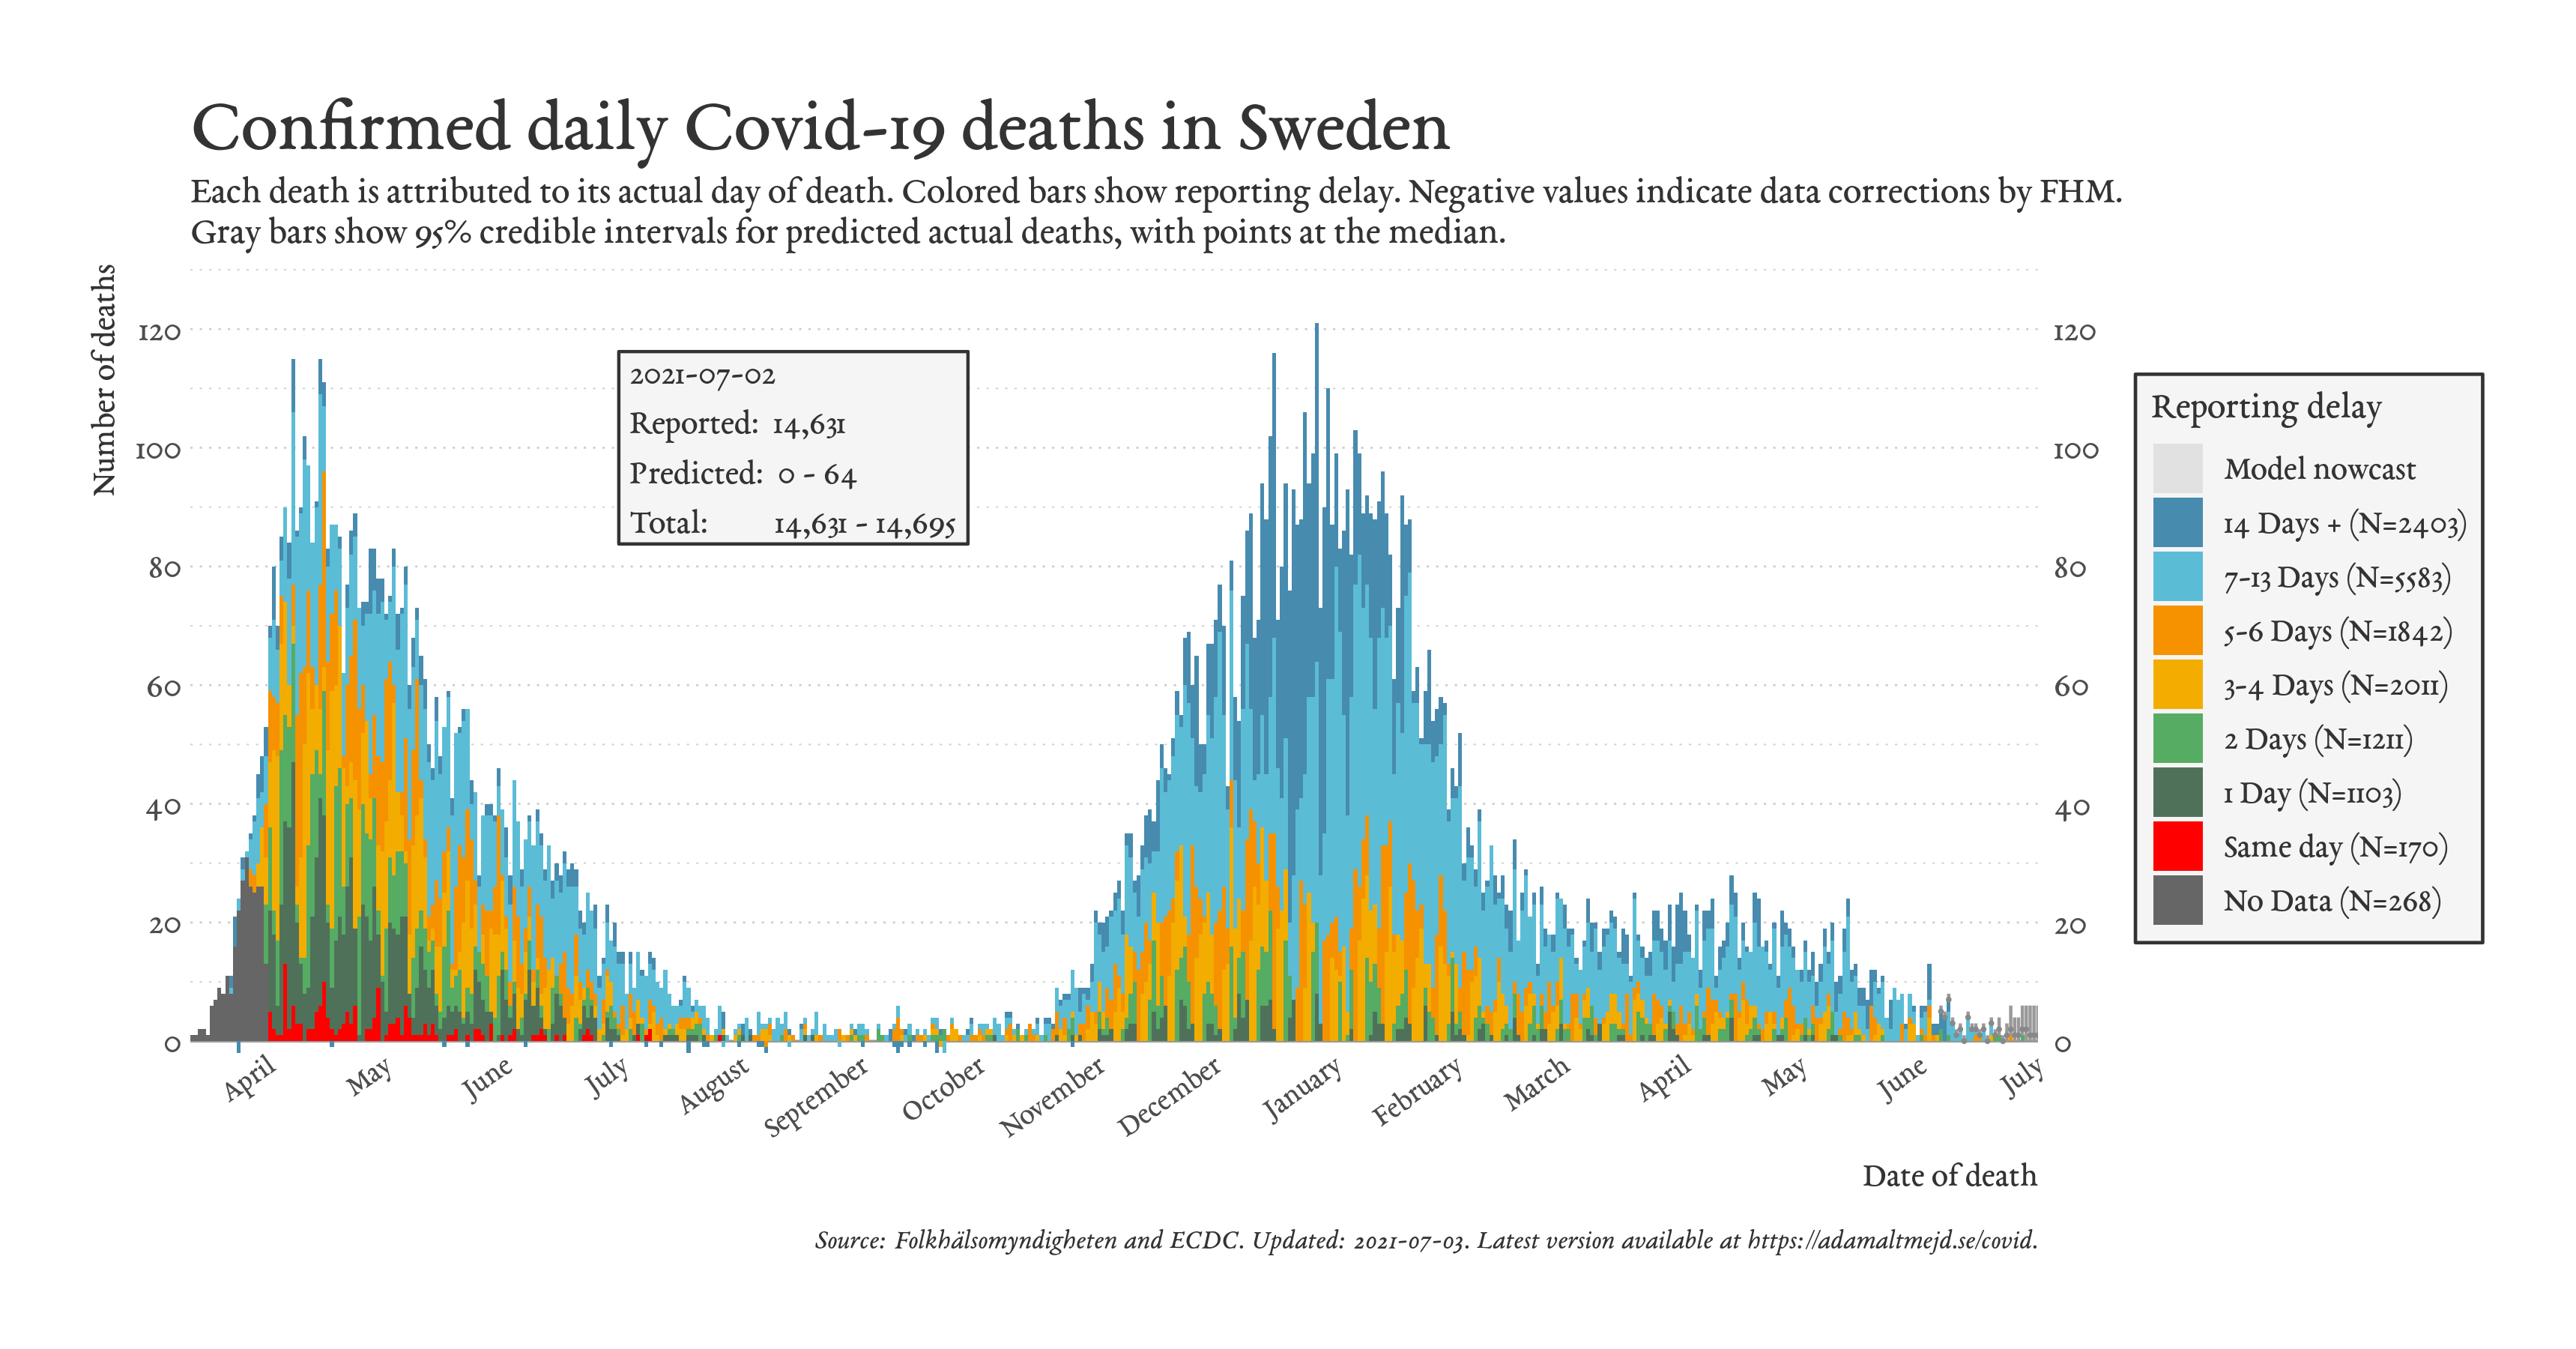 Confirmed daily Covid-19 deaths in Sweden
Each death is attributed to its actual day of death. Colored bars show reporting delay. Negative values indicate data corrections by FHM.
Gray bars show 95% credible intervals for predicted actual deaths, with points at the median.
Number of deaths
120
100
80
60
40
20
0
2021-07-02
Reported: 14,631
Predicted: 0 - 64
Total: 14,631 - 14,695
120
100
80
60
40
20
0
Reporting delay
Model nowcast
14 Days + (N=2403)
7-13 Days (N=5583)
5-6 Days (N=1842)
3-4 Days (N=2011)
2 Days (N=1211)
1 Day (N=1103)
Same day (N=170)
No Data (N=268)
April
May
June
July
August
September
October
November
December
January
February
March
April
May
June
July
Date of death
Source: Folkhälsomyndigheten and ECDC. Updated: 2021-07-03. Latest version available at https://adamaltmejd.se/covid.